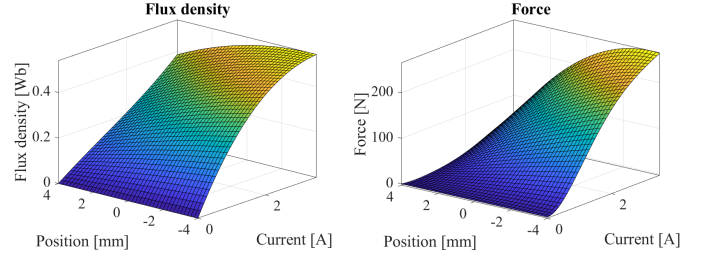 Flux density
Flux density [Wb]
0.4
0.2
0
4
2
0
-2
-4
Position [mm]
0
2
Current [A]
Force
Force [N]
200
100
0
4
2
0
-2
-4
Position [mm]
0
2
Current [A]